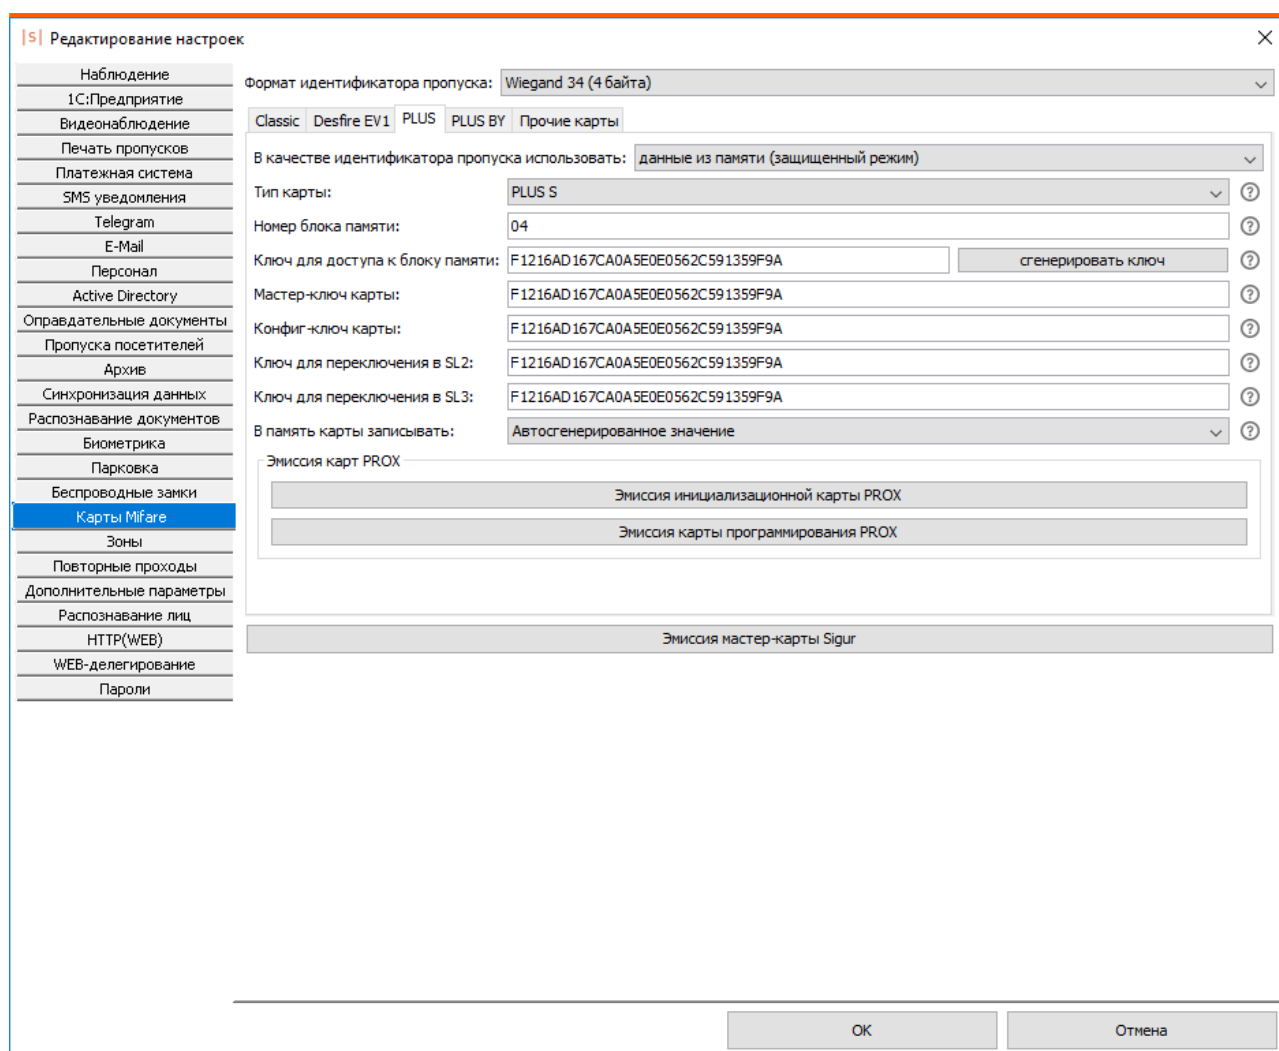 |S| Редактирование настроек
Наблюдение
1С:Предприятие
Видеонаблюдение
Печать пропусков
Платежная система
SMS уведомления
Telegram
E-Mail
Персонал
Active Directory
Оправдательные документы
Пропуска посетителей
Архив
Синхронизация данных
Распознавание документов
Биометрика
Парковка
Беспроводные замки
Карты Mifare
Зоны
Повторные проходы
Дополнительные параметры
Распознавание лиц
HTTP(WEB)
WEB-делегирование
Пароли
Формат идентификатора пропуска: Wiegand 34 (4 байта)
Classic Desfire EV1 PLUS PLUS BY Прочие карты
В качестве идентификатора пропуска использовать: данные из памяти (защищенный режим)
Тип карты: PLUS S ?
Номер блока памяти: 04 ?
Ключ для доступа к блоку памяти: F1216AD167CA0A5E0E0562C591359F9A сгенерировать ключ ?
Мастер-ключ карты: F1216AD167CA0A5E0E0562C591359F9A ?
Конфиг-ключ карты: F1216AD167CA0A5E0E0562C591359F9A ?
Ключ для переключения в SL2: F1216AD167CA0A5E0E0562C591359F9A ?
Ключ для переключения в SL3: F1216AD167CA0A5E0E0562C591359F9A ?
В память карты записывать: Автосгенерированное значение ?
Эмиссия карт PROX
Эмиссия инициализационной карты PROX
Эмиссия карты программирования PROX
Эмиссия мастер-карты Sigur
OK Отмена